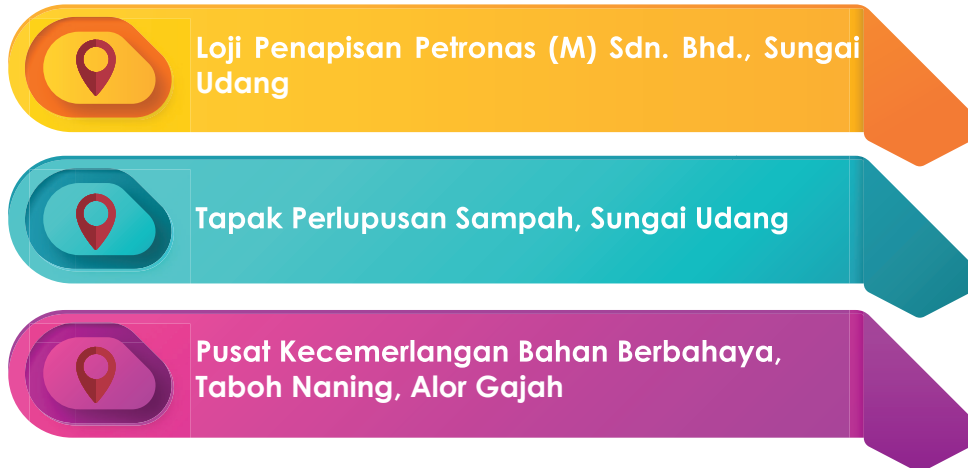 Loji Penapisan Petronas (M) Sdn. Bhd., Sungai
Udang
Tapak Perlupusan Sampah, Sungai Udang
Pusat Kecemerlangan Bahan Berbahaya,
Taboh Naning, Alor Gajah